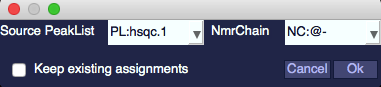 Source PeakList PL:hsqc.1 NmrChain NC:@-
Keep existing assignments Cancel Ok